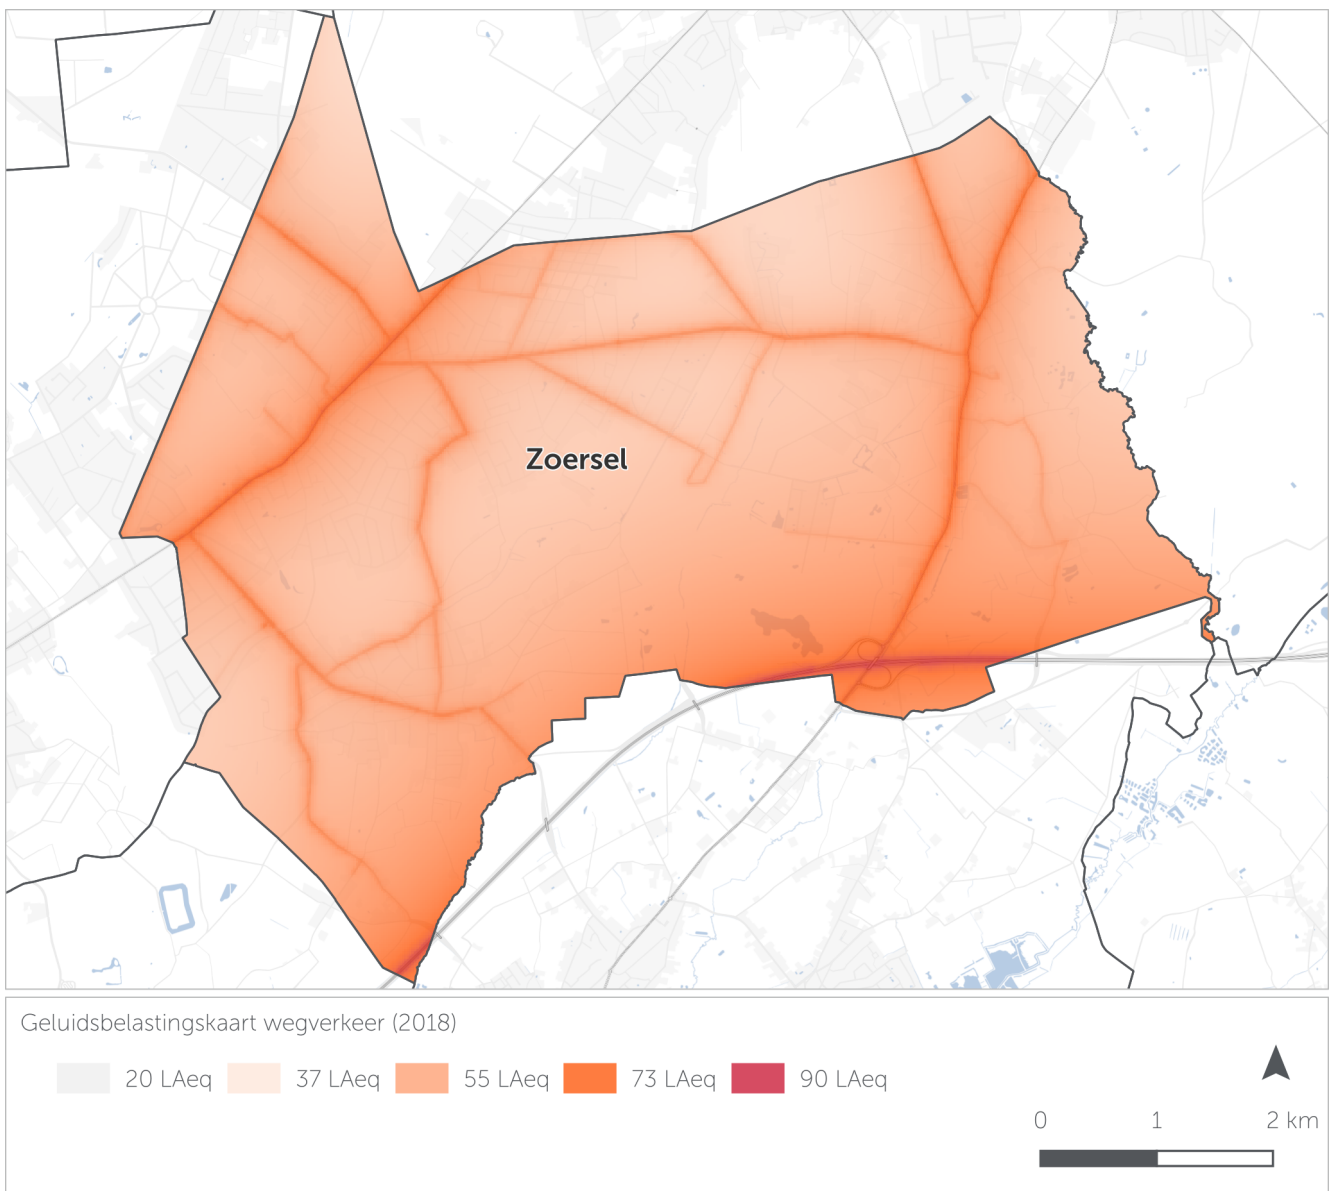 Zoersel
Geluidsbelastingskaart wegverkeer (2018)
20 LAeq 37 LAeq 55 LAeq 73 LAeq 90 LAeq
0 1 2 km